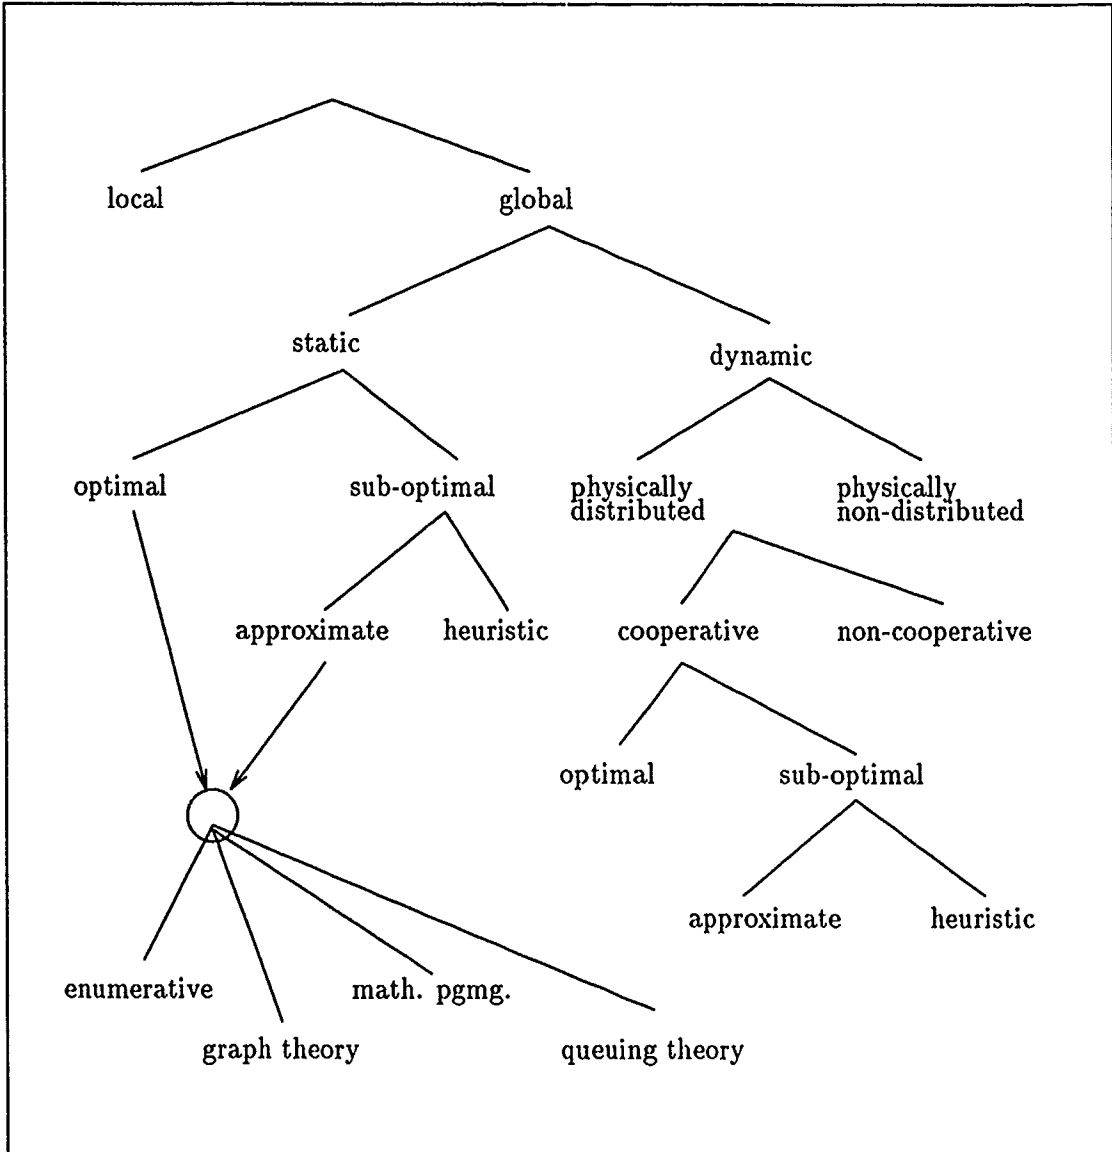 local
global
static
dynamic
optimal
sub-optimal
physically
distributed
physically
non-distributed
approximate
heuristic
cooperative
non-cooperative
optimal
sub-optimal
approximate
heuristic
enumerative
math. pgmg.
graph theory
queuing theory